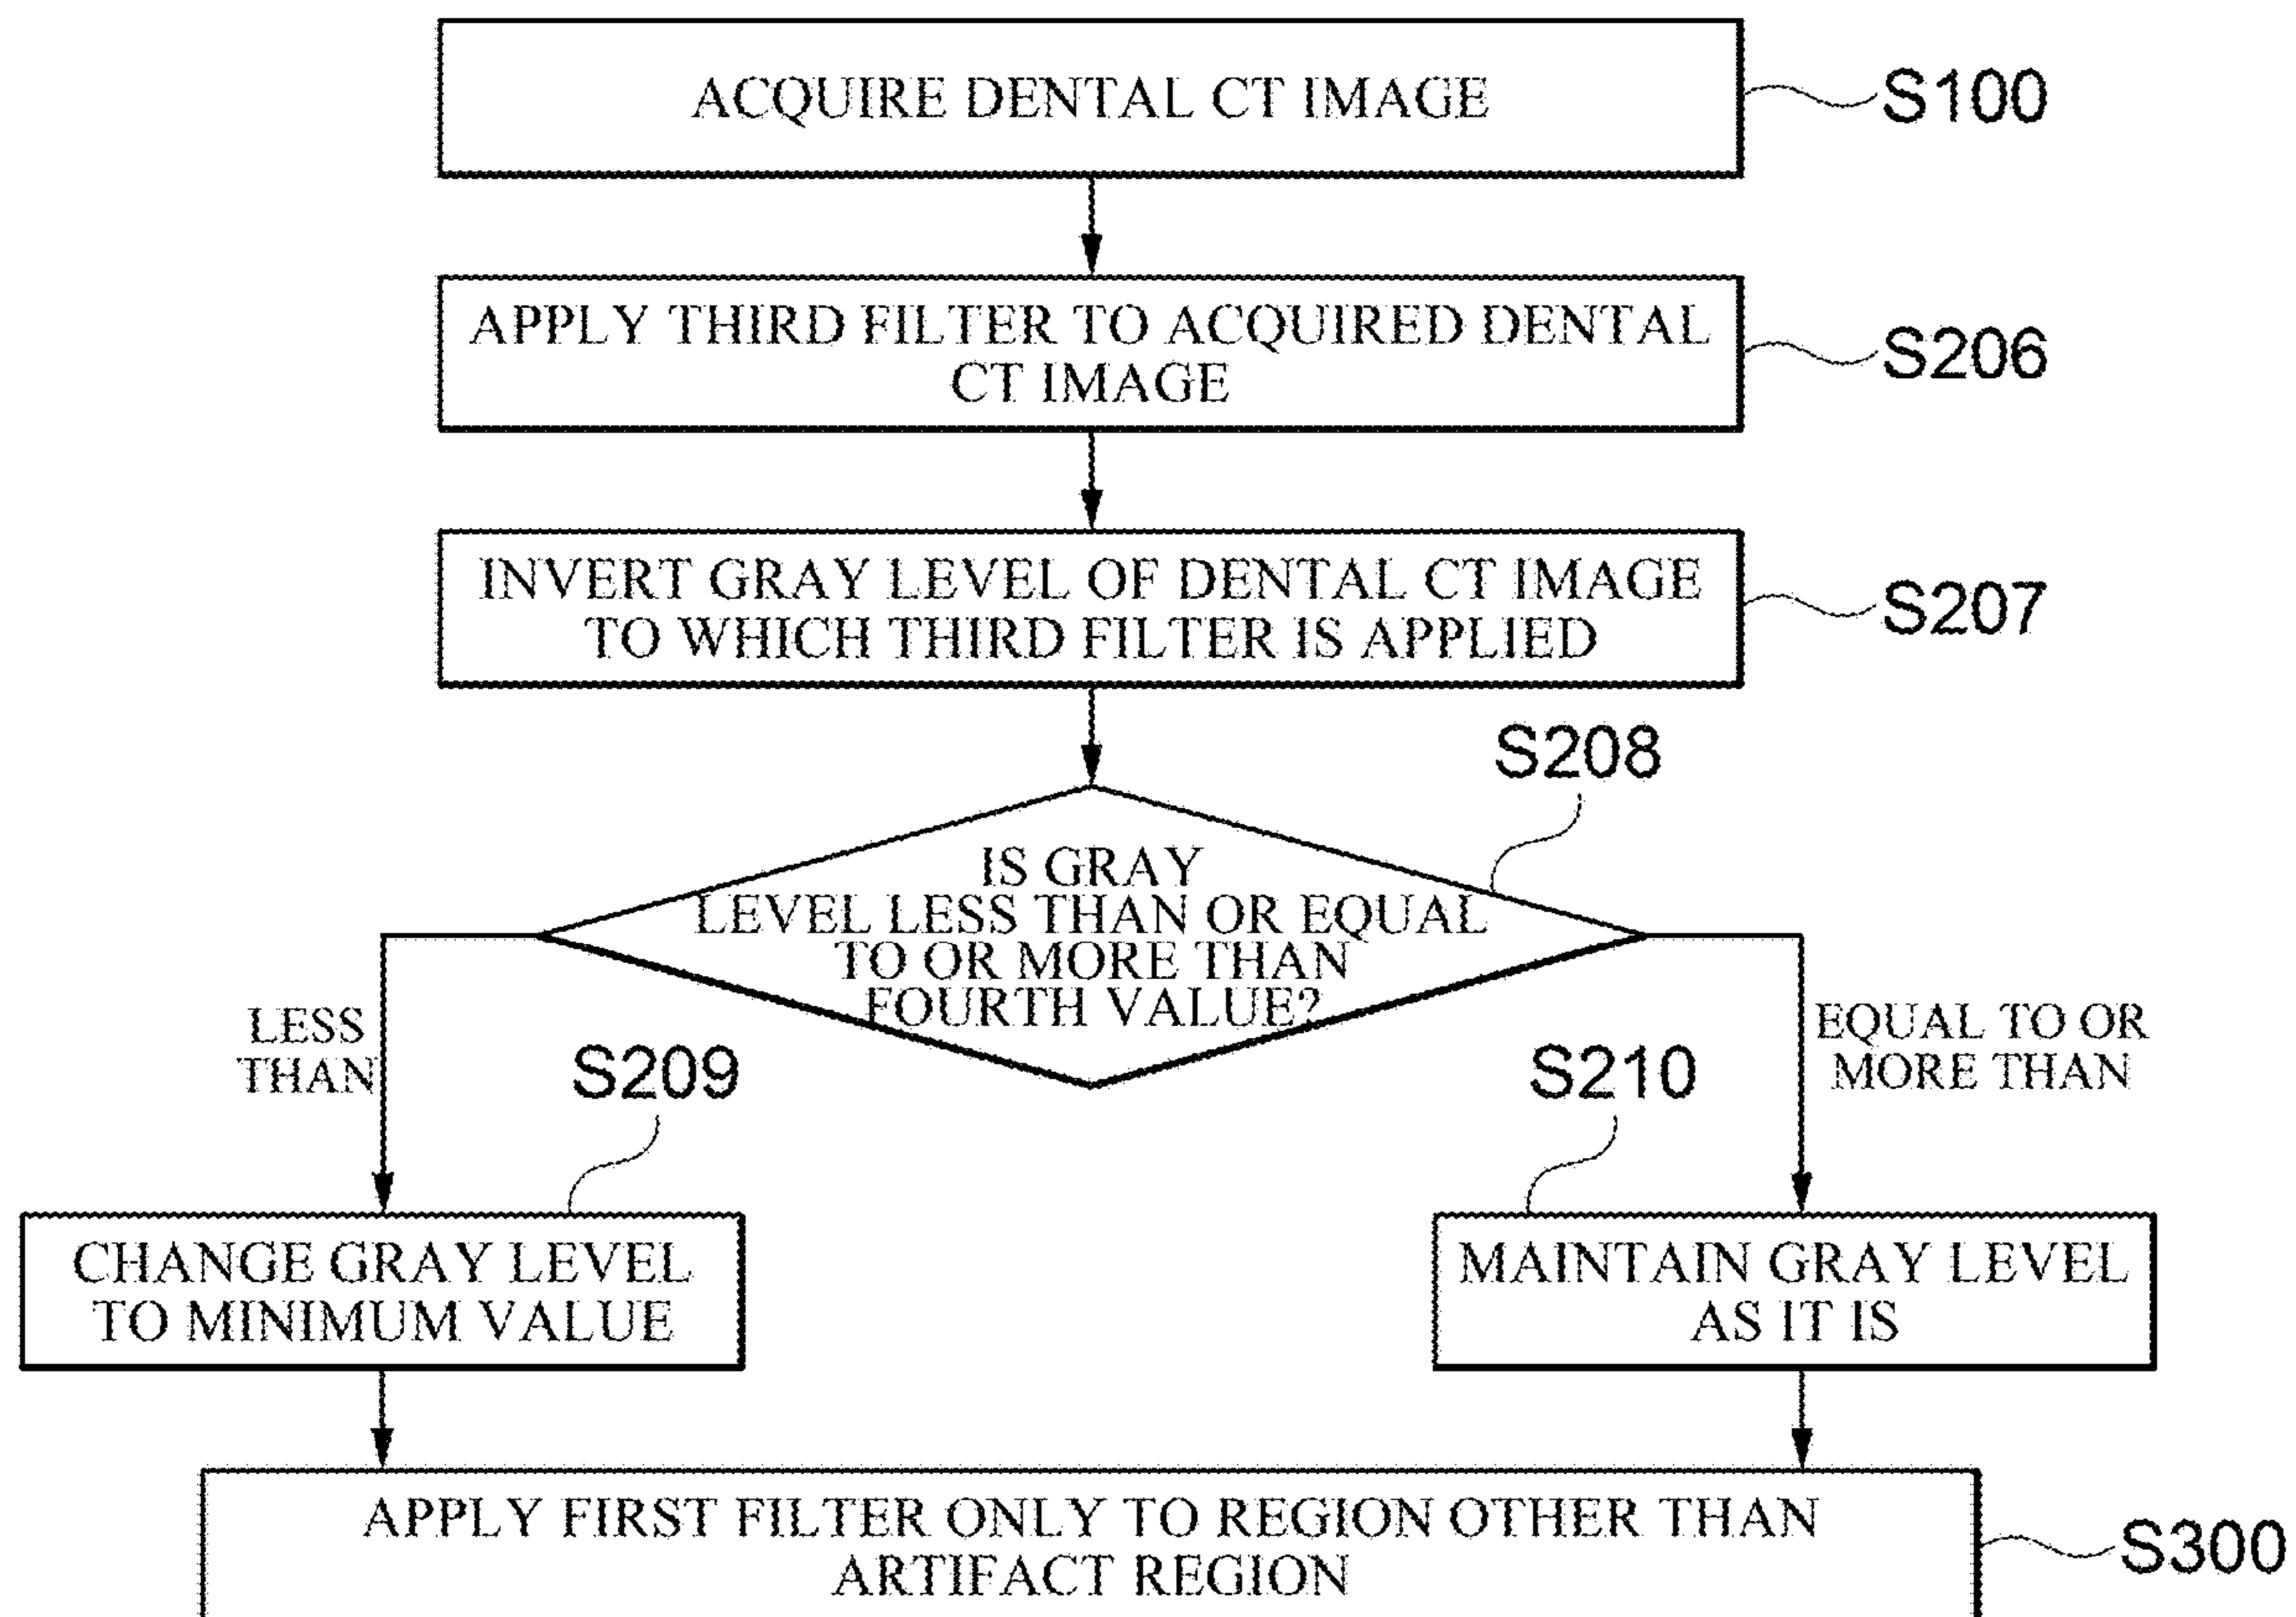 ACQUIRE DENTAL CT IMAGE
S100
APPLY THIRD FILTER TO ACQUIRED DENTAL
CT IMAGE
S206
INVERT GRAY LEVEL OF DENTAL CT IMAGE
TO WHICH THIRD FILTER IS APPLIED
S207
S208
IS GRAY
LEVEL LESS THAN OR EQUAL
TO OR MORE THAN
FOURTH VALUE?
LESS
THAN
EQUAL TO OR
MORE THAN
S209
CHANGE GRAY LEVEL
TO MINIMUM VALUE
S210
MAINTAIN GRAY LEVEL
AS IT IS
APPLY FIRST FILTER ONLY TO REGION OTHER THAN
ARTIFACT REGION
S300